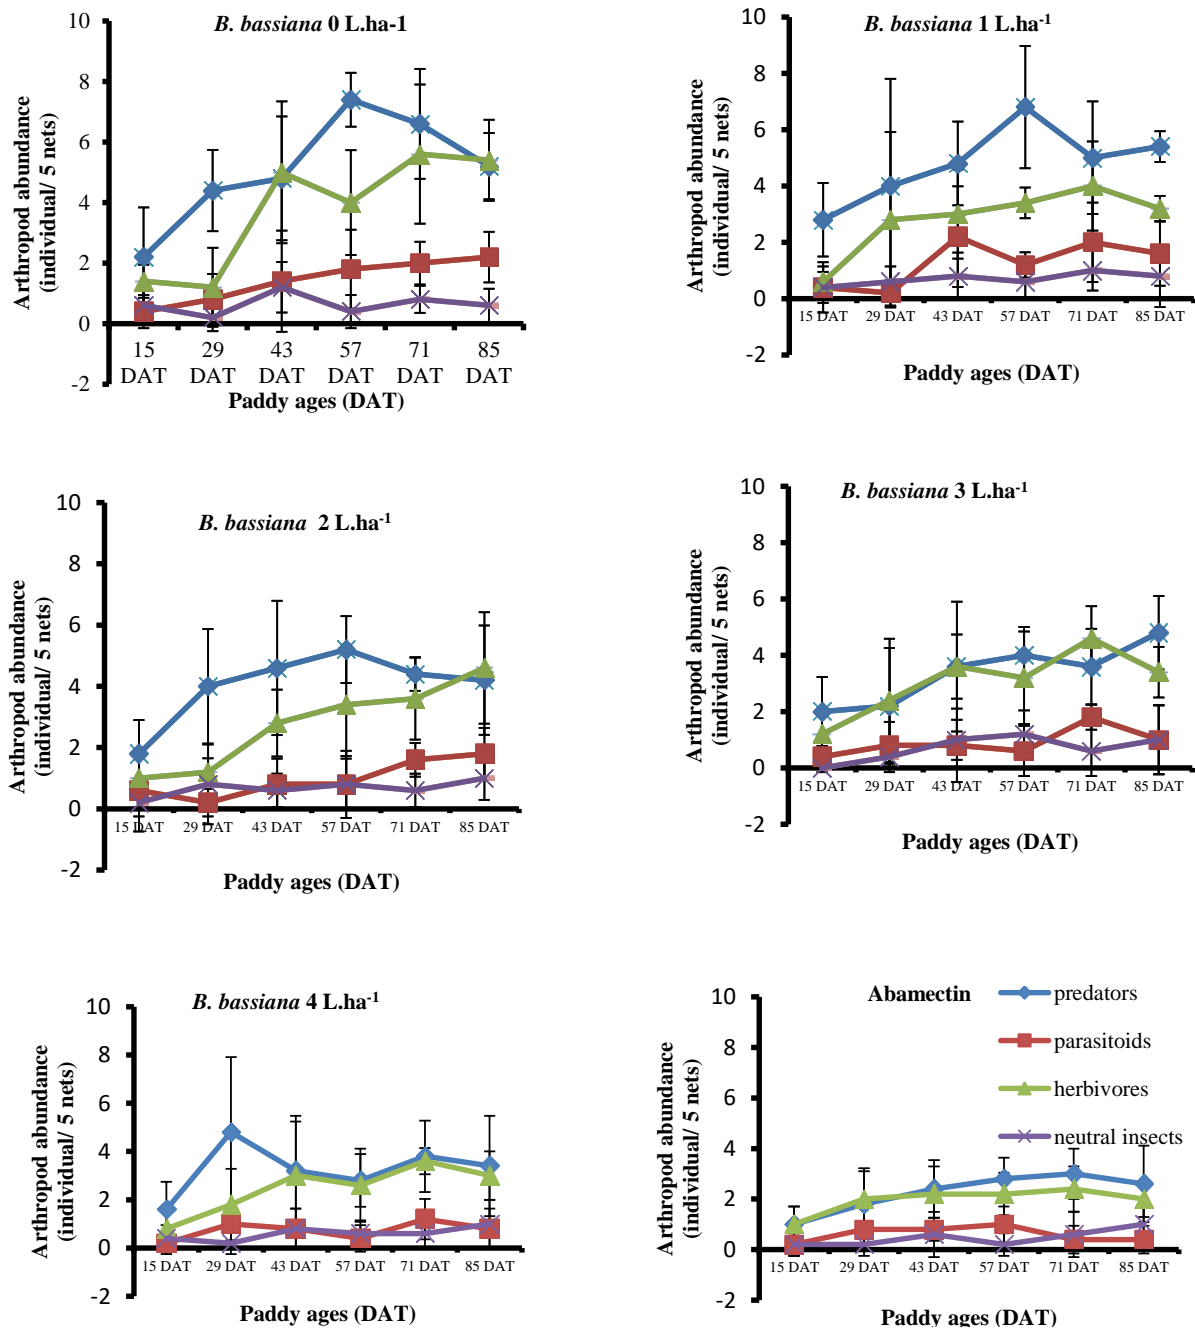 B. bassiana 0 L.ha-1
10
8
6
4
2
0
-2
Arthropod abundance
(individual/ 5 nets)
15 29 43 57 71 85
DAT DAT DAT DAT DAT DAT
Paddy ages (DAT)
B. bassiana 1 L.ha-1
10
8
6
4
2
0
-2
Arthropod abundance
(individual/ 5 nets)
15 DAT 29 DAT 43 DAT 57 DAT 71 DAT 85 DAT
Paddy ages (DAT)
B. bassiana 2 L.ha-1
10
8
6
4
2
0
-2
Arthropod abundance
(individual/ 5 nets)
15 DAT 29 DAT 43 DAT 57 DAT 71 DAT 85 DAT
Paddy ages (DAT)
B. bassiana 3 L.ha-1
10
8
6
4
2
0
-2
Arthropod abundance
(individual/ 5 nets)
15 DAT 29 DAT 43 DAT 57 DAT 71 DAT 85 DAT
Paddy ages (DAT)
B. bassiana 4 L.ha-1
10
8
6
4
2
0
-2
Arthropod abundance
(individual/ 5 nets)
15 DAT 29 DAT 43 DAT 57 DAT 71 DAT 85 DAT
Paddy ages (DAT)
Abamectin
predators
parasitoids
herbivores
neutral insects
10
8
6
4
2
0
-2
Arthropod abundance
(individual/ 5 nets)
15 DAT 29 DAT 43 DAT 57 DAT 71 DAT 85 DAT
Paddy ages (DAT)